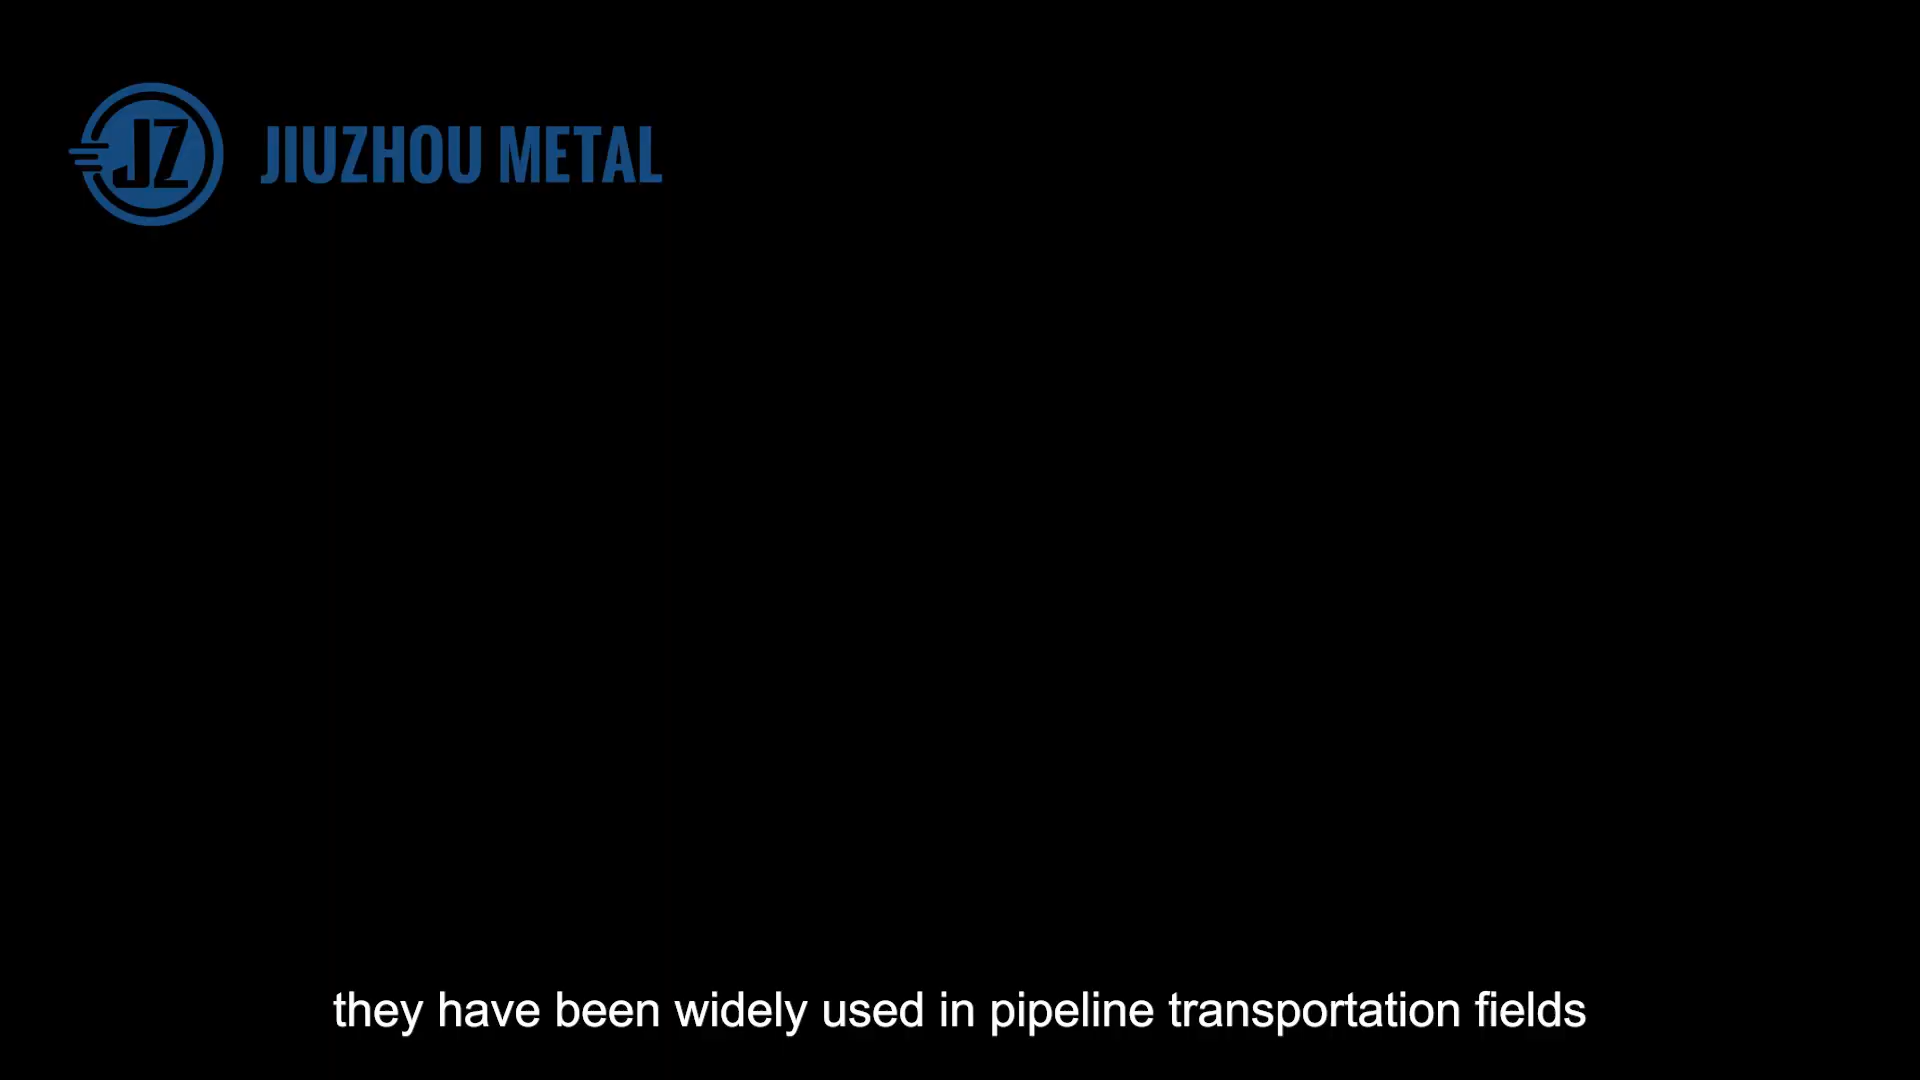 JZ JIUZHOU METAL
they have been widely used in pipeline transportation fields